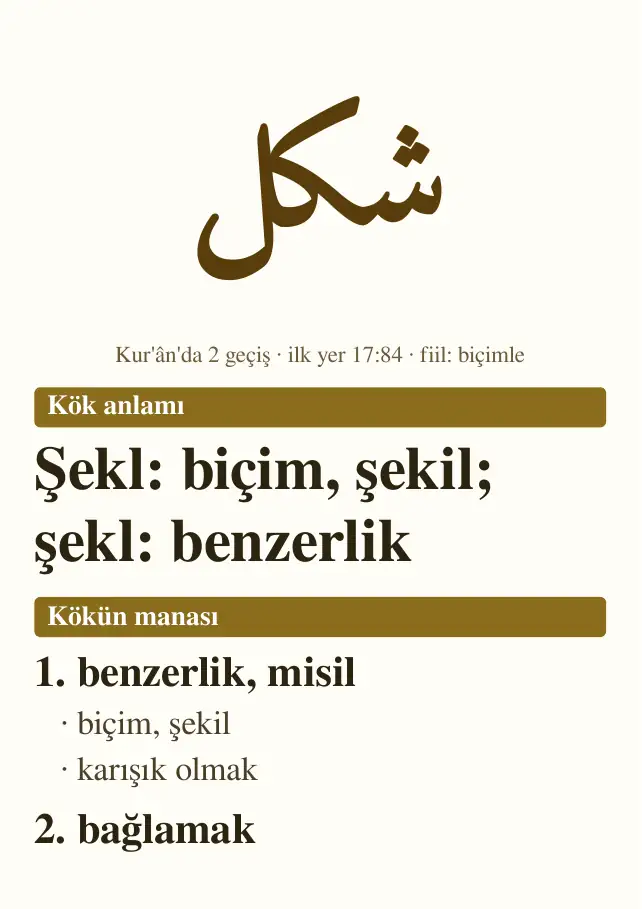 شكل
Kur'ân'da 2 geçiş · ilk yer 17:84 · fiil: biçimle
Kök anlamı
Şekl: biçim, şekil;
şekl: benzerlik
Kökün manası
1. benzerlik, misil
· biçim, şekil
· karışık olmak
2. bağlamak